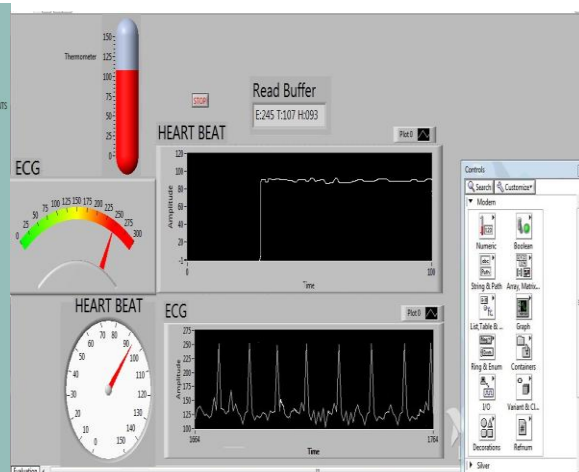 Thermometer
150-
125-
100-
75-
50-
25-
0-
STOP
Read Buffer
E:245 T:107 H:093
HEART BEAT
Plot 0
120-
100-
80-
60-
40-
20-
-1-
Amplitude
0
100
Time
ECG
0 25 50 75 100 125 150 175 200 225 250 275 300
HEART BEAT
0 10 20 30 40 50 60 70 80 90 100 110 120 130 140 150
ECG
Plot 0
275-
250-
225-
200-
175-
150-
125-
100-
Amplitude
1664
1764
Time
Controls
Search
Customize
Modern
Numeric
Boolean
String & Path
Array, Matrix...
List, Table & ...
Graph
Ring & Enum
Containers
I/O
Variant & Cl...
Decorations
Refnum
Silver